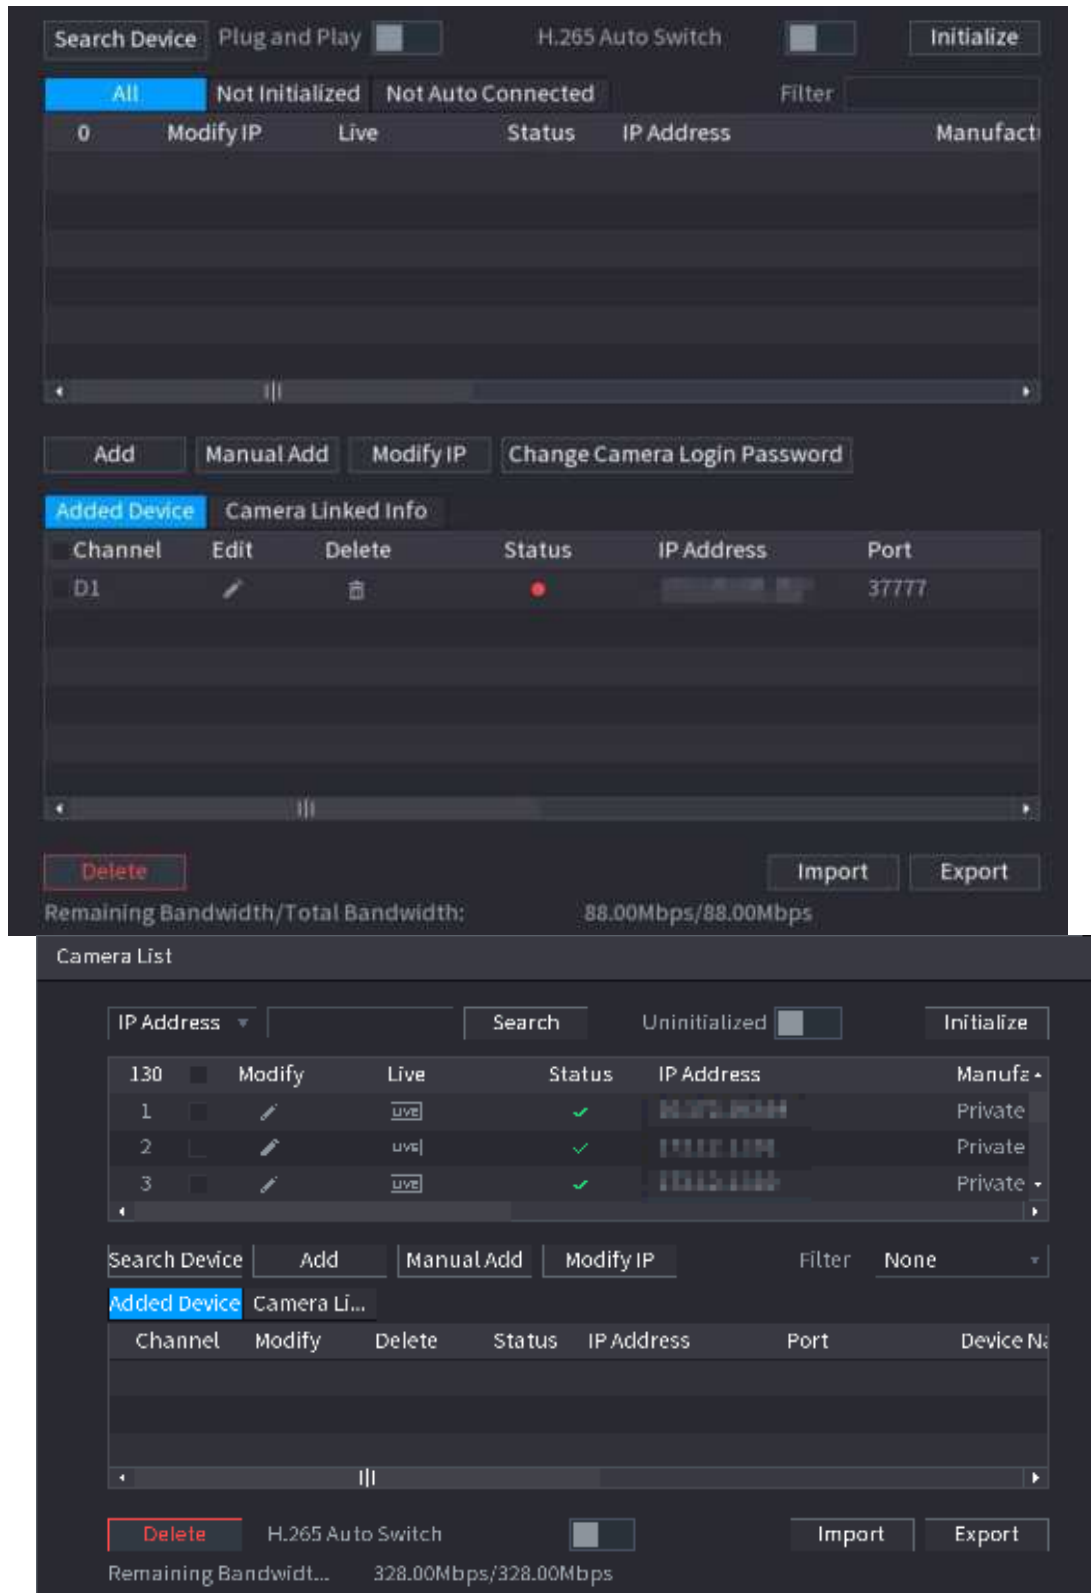 Search Device Plug and Play H.265 Auto Switch Initialize
All Not Initialized Not Auto Connected Filter
0 Modify IP Live Status IP Address Manufact
Add Manual Add Modify IP Change Camera Login Password
Added Device Camera Linked Info
Channel Edit Delete Status IP Address Port
D1 37777
Delete Import Export
Remaining Bandwidth/Total Bandwidth: 88.00Mbps/88.00Mbps
Camera List
IP Address Search Uninitialized Initialize
130 Modify Live Status IP Address Manufa
1 LIVE Private
2 LIVE Private
3 LIVE Private
Search Device Add Manual Add Modify IP Filter None
Added Device Camera Li...
Channel Modify Delete Status IP Address Port Device Na
Delete H.265 Auto Switch Import Export
Remaining Bandwidt... 328.00Mbps/328.00Mbps